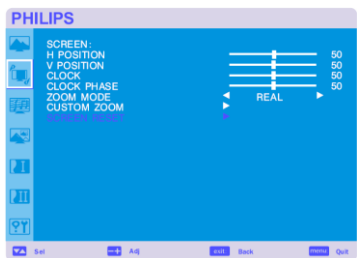 PHILIPS
SCREEN:
H POSITION 50
V POSITION 50
CLOCK 50
CLOCK PHASE 50
ZOOM MODE REAL
CUSTOM ZOOM
SCREEN RESET
I
II
?
Sel Adj exit Back menu Quit